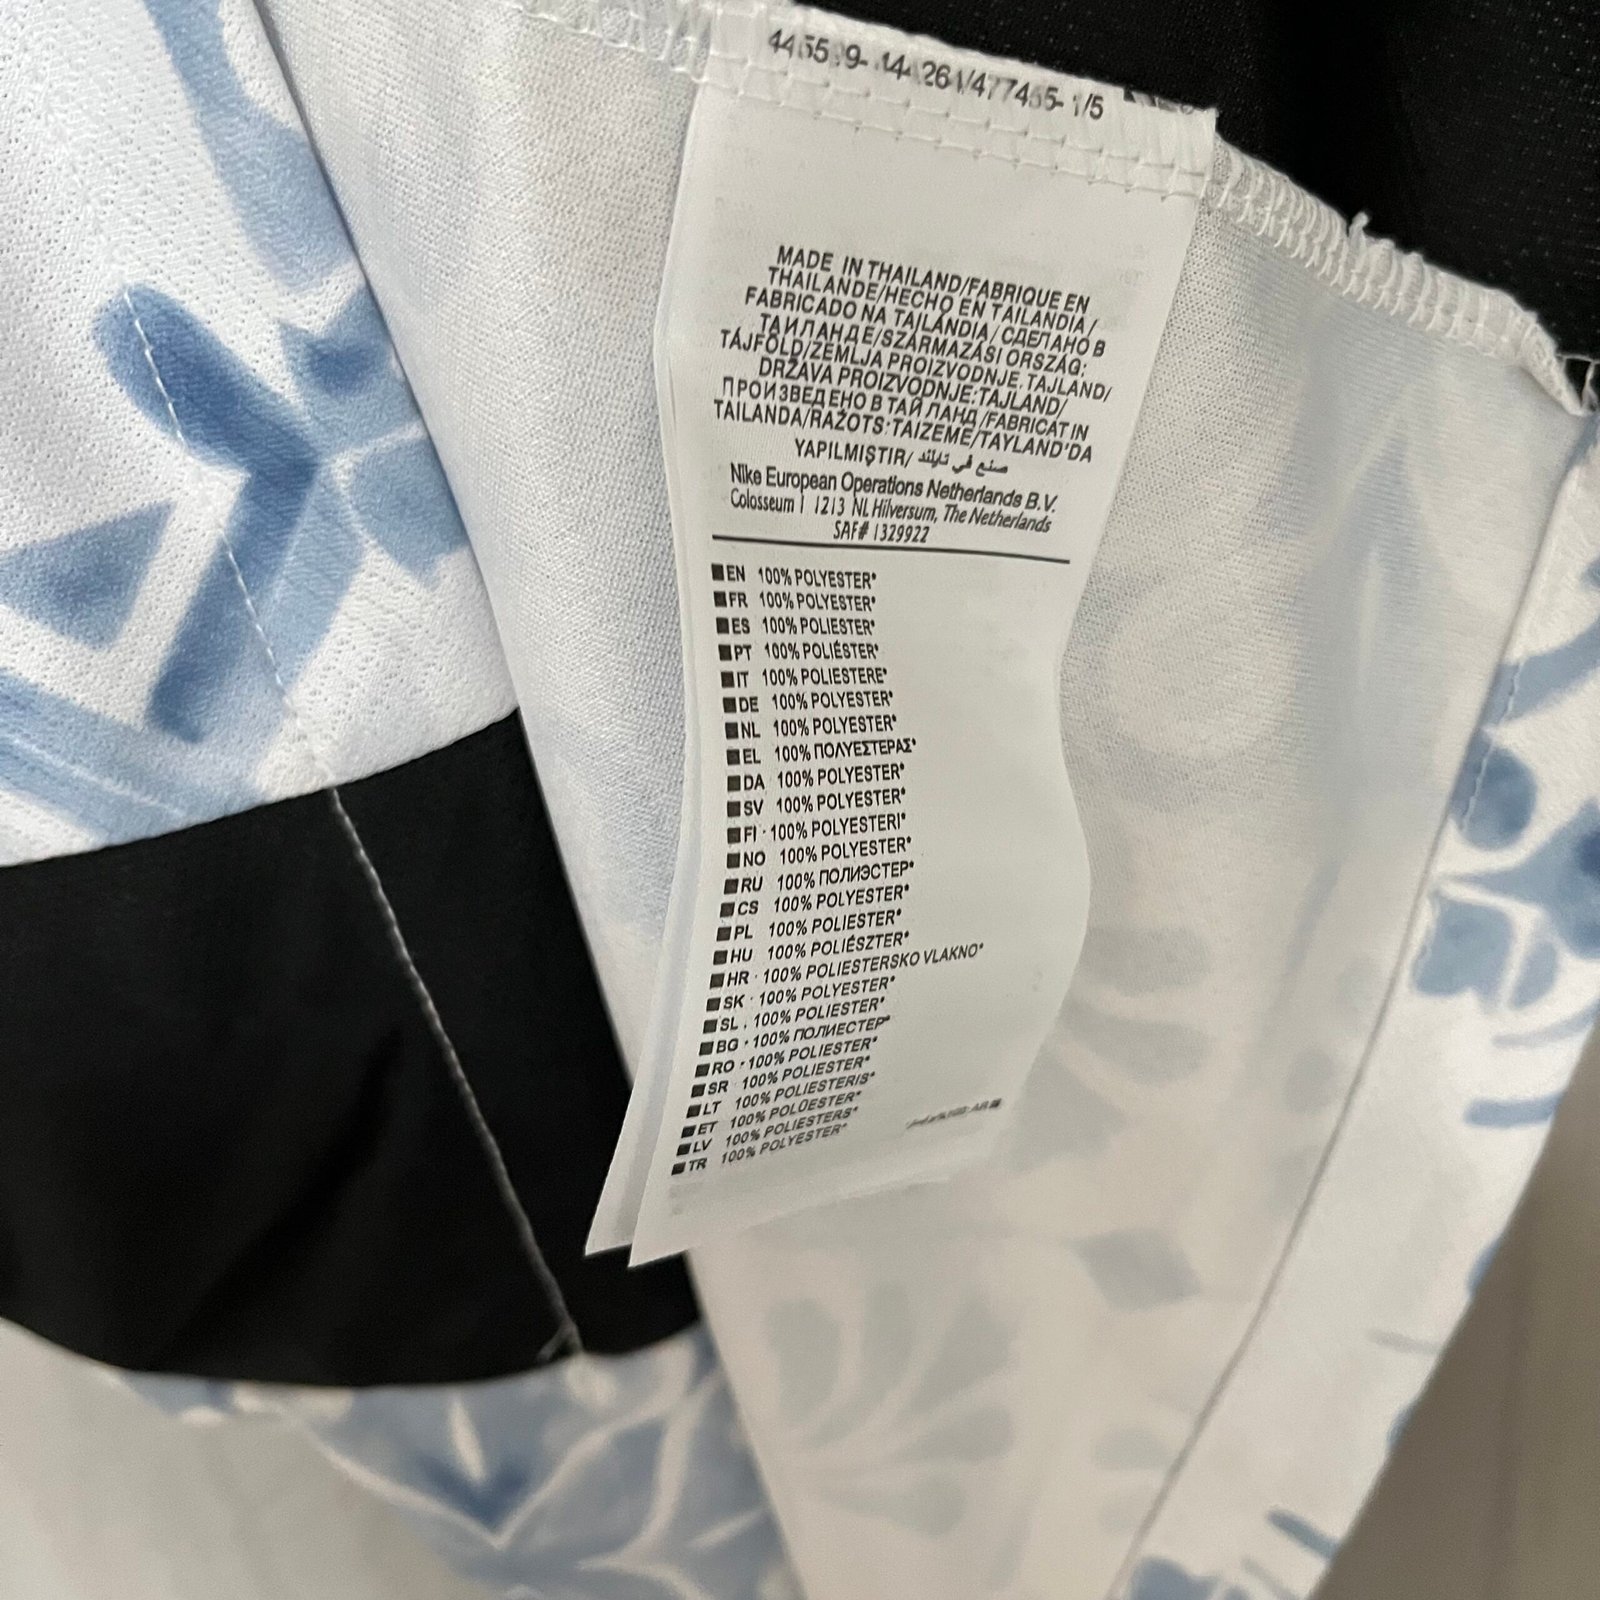 MADE IN THAILAND/FABRIQUE EN
THAILANDE/HECHO EN TAILANDIA/
FABRICADO NA TAILÂNDIA/СДЕЛАНО В
ТАИЛАНДЕ/SZÁRMAZÁSI ORSZÁG:
TAJFÖLD/ZEMLJA PROIZVODNJE.TAJLAND/
DRŽAVA PROIZVODNJE:TAJLAND/
ПРОИЗВЕДЕНО В ТАЙЛАНД/FABRICAT IN
TAILANDA/RAŽOTS:TAIZEME/TAYLAND'DA
YAPILMIŞTIR/ صنع في تايلند
Nike European Operations Netherlands B.V.
Colosseum 1 1213 NL Hilversum, The Netherlands
SAF# 1329922
EN 100% POLYESTER*
FR 100% POLYESTER*
ES 100% POLIESTER*
PT 100% POLIÉSTER*
IT 100% POLIESTERE*
DE 100% POLYESTER*
NL 100% POLYESTER*
EL 100% ΠΟΛΥΕΣΤΕΡΑΣ*
DA 100% POLYESTER*
SV 100% POLYESTER*
FI 100% POLYESTERI*
NO 100% POLYESTER*
RU 100% ПОЛИЭСТЕР*
CS 100% POLYESTER*
PL 100% POLIESTER*
HU 100% POLIÉSZTER*
HR 100% POLIESTERSKO VLAKNO*
SK 100% POLYESTER*
SL 100% POLIESTER*
BG 100% ПОЛИЕСТЕР*
RO 100% POLIESTER*
SR 100% POLIESTER*
LT 100% POLIESTERIS*
ET 100% POLÜESTER*
LV 100% POLIESTERS*
TR 100% POLYESTER*